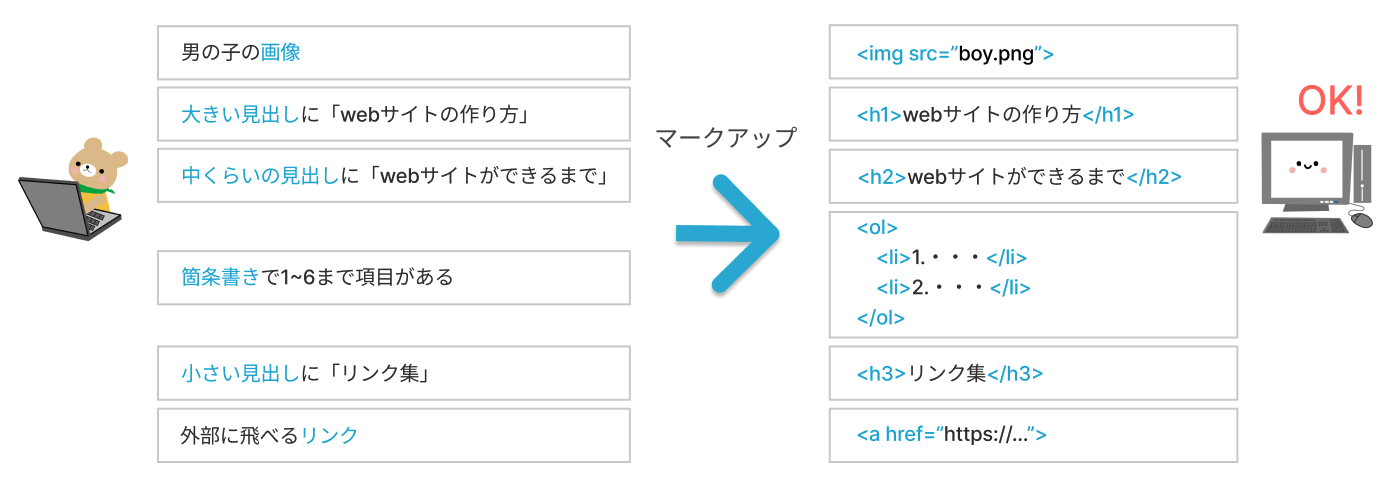 男の子の画像
大きい見出しに「webサイトの作り方」
中くらいの見出しに「webサイトができるまで」
箇条書きで1~6まで項目がある
小さい見出しに「リンク集」
外部に飛べるリンク
マークアップ
<img src=”boy.png”>
<h1>webサイトの作り方</h1>
<h2>webサイトができるまで</h2>
<ol>
<li>1.・・・</li>
<li>2.・・・</li>
</ol>
<h3>リンク集</h3>
<a href=”https://...”>
OK!